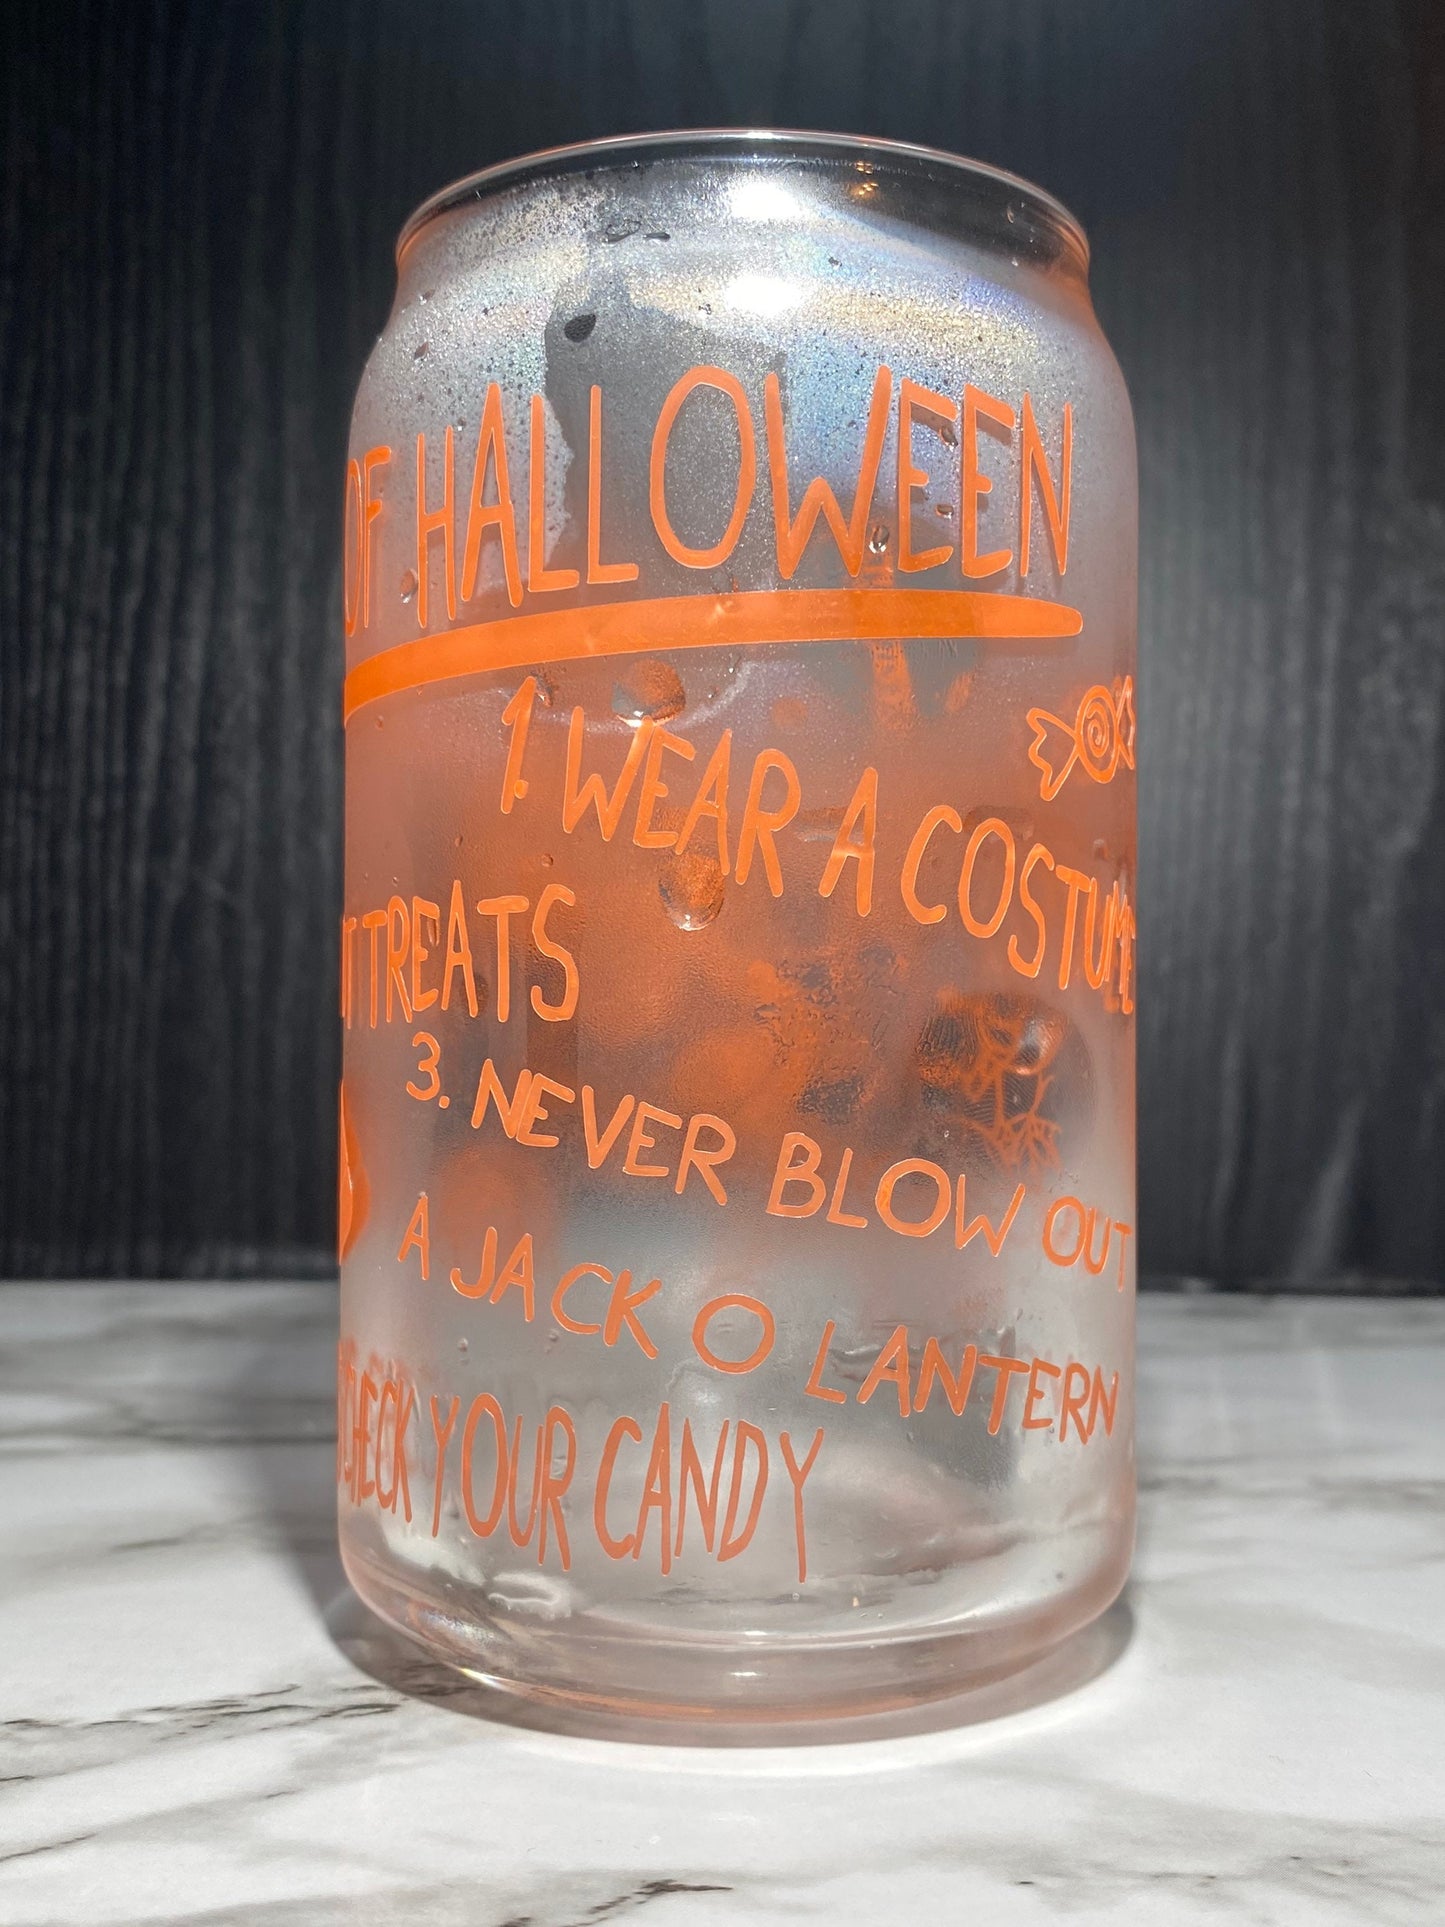 OF HALLOWEEN
1. WEAR A COSTUME
TREATS
3. NEVER BLOW OUT
A JACK O LANTERN
CHECK YOUR CANDY